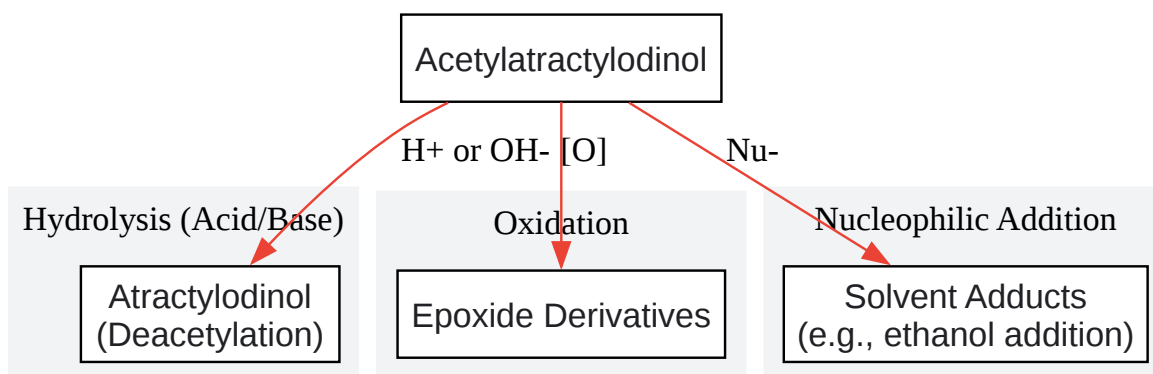 Acetylatractylodinol
H+ or OH-
[O]
Nu-
Hydrolysis (Acid/Base)
Oxidation
Nucleophilic Addition
Atractylodinol
(Deacetylation)
Epoxide Derivatives
Solvent Adducts
(e.g., ethanol addition)